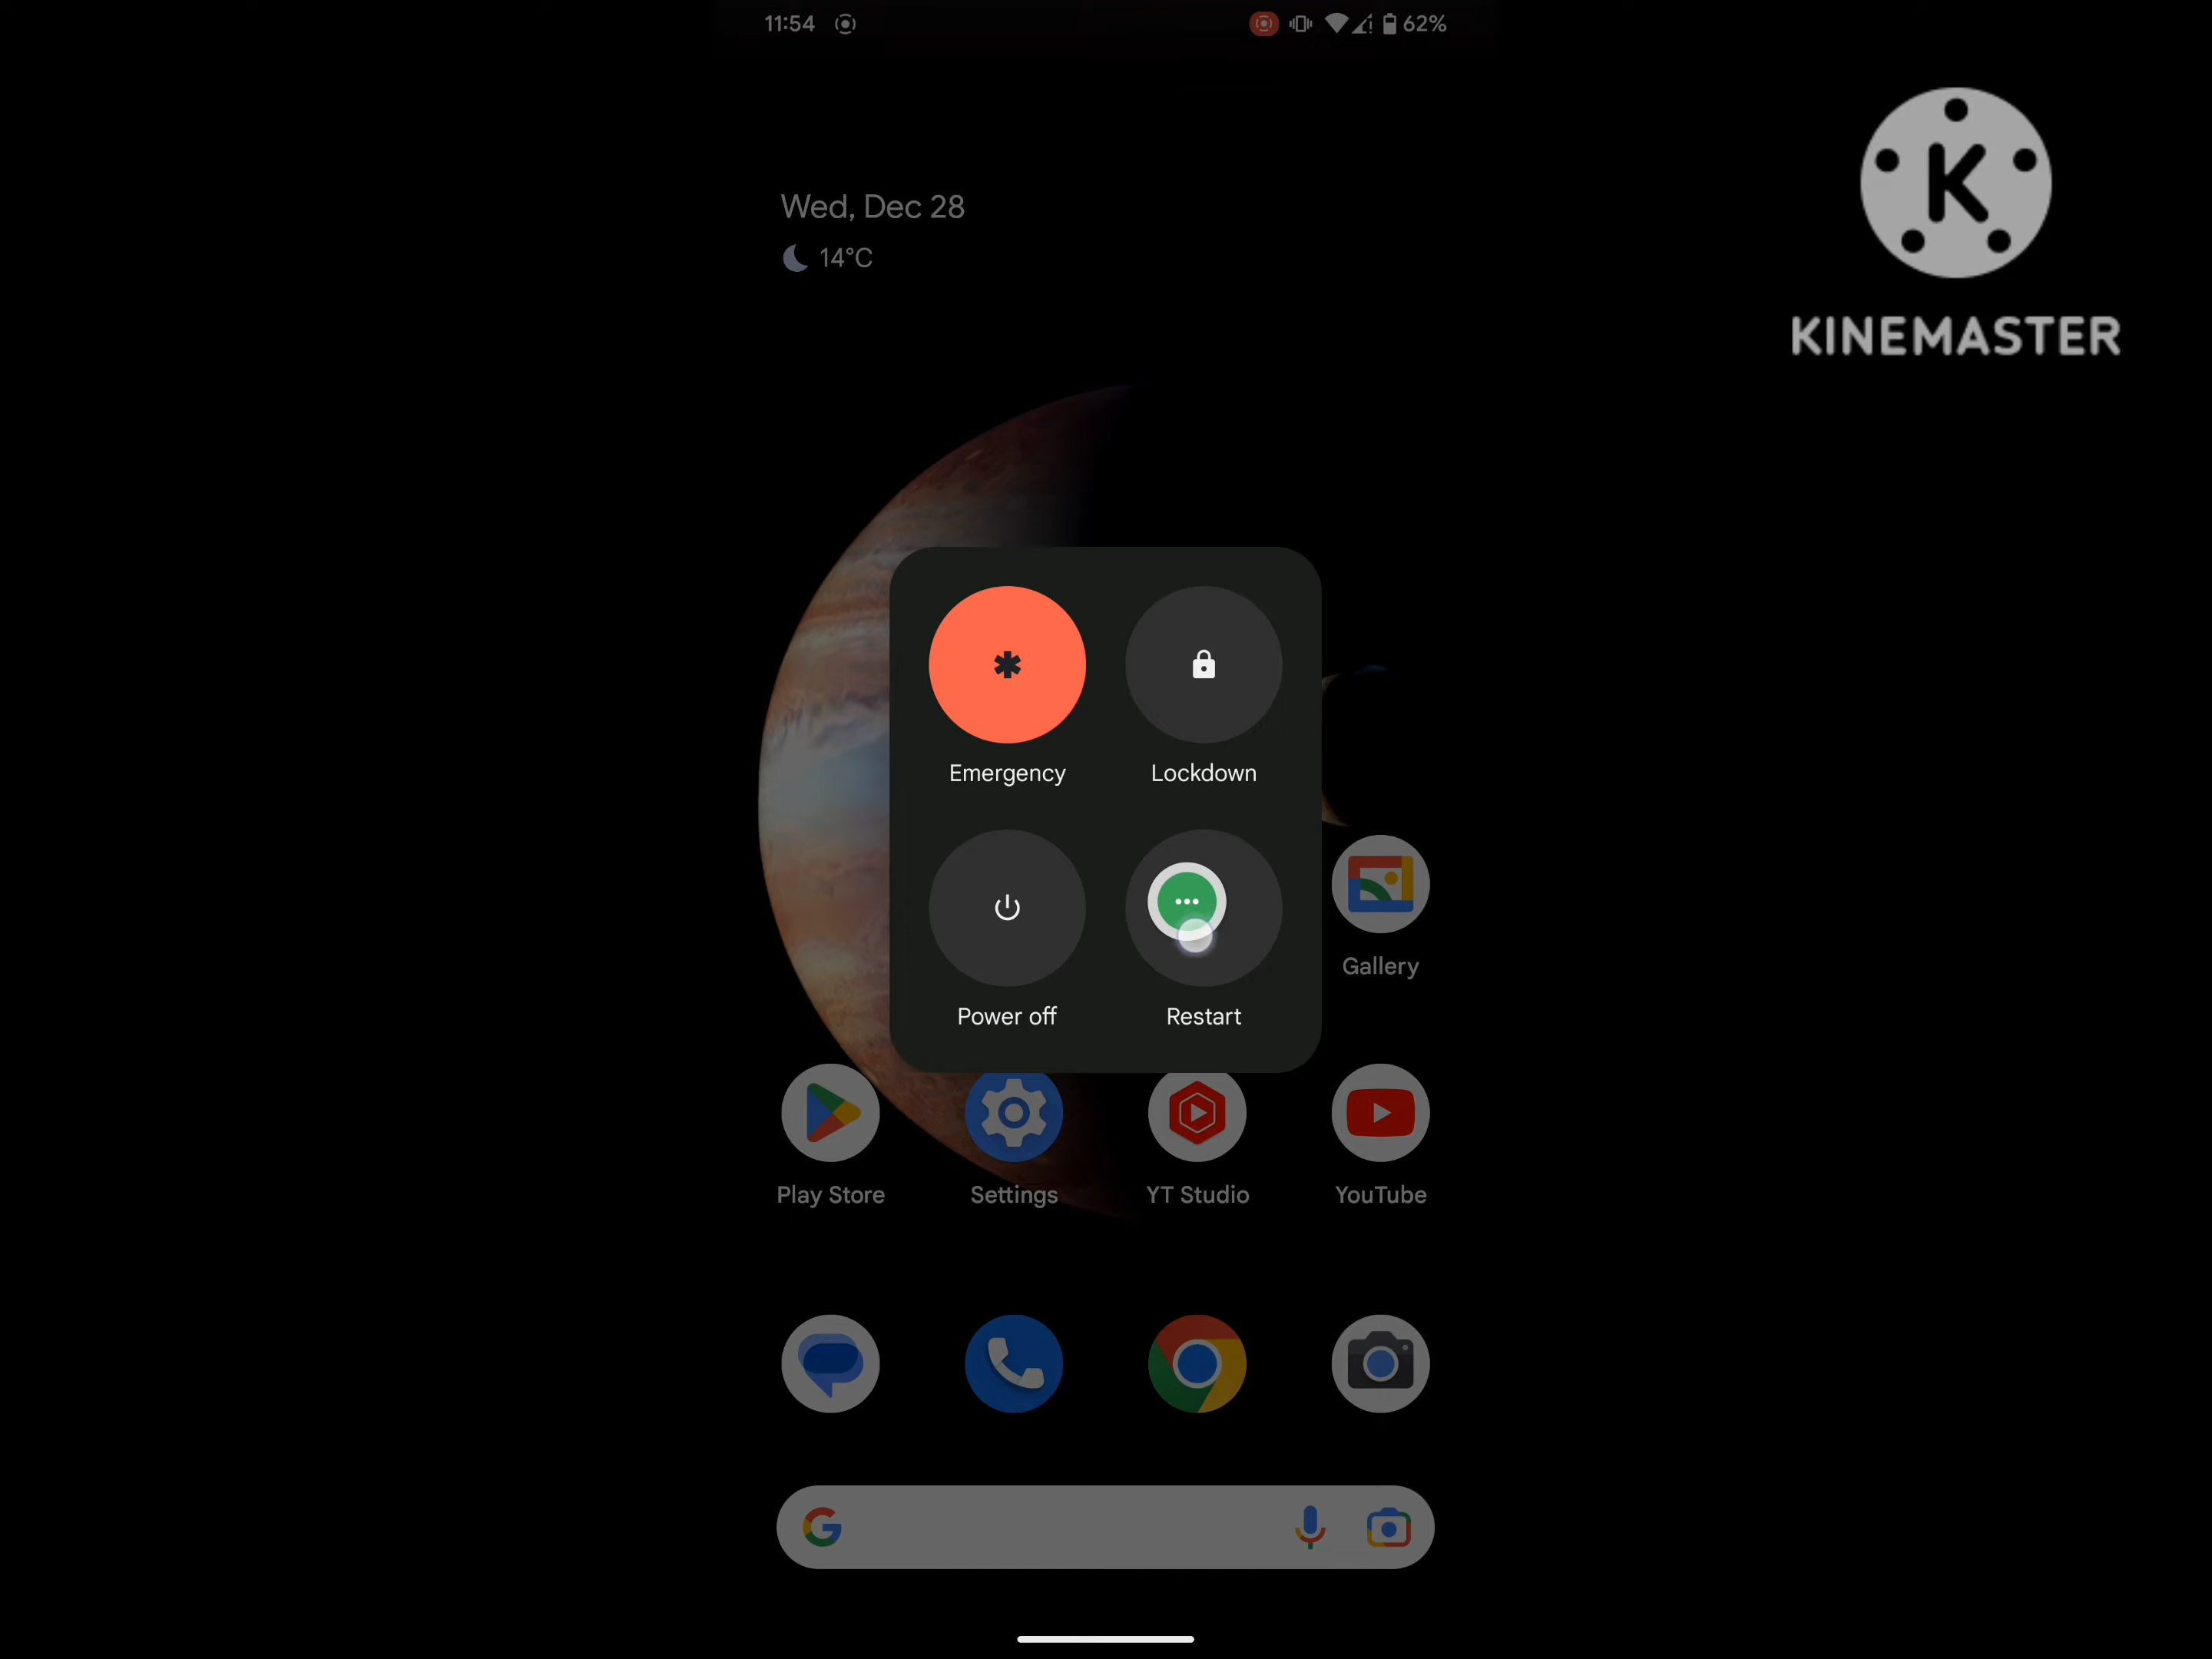 11:54
62%
KINEMASTER
Wed, Dec 28
14°C
Emergency
Lockdown
Power off
Restart
Gallery
Play Store
Settings
YT Studio
YouTube